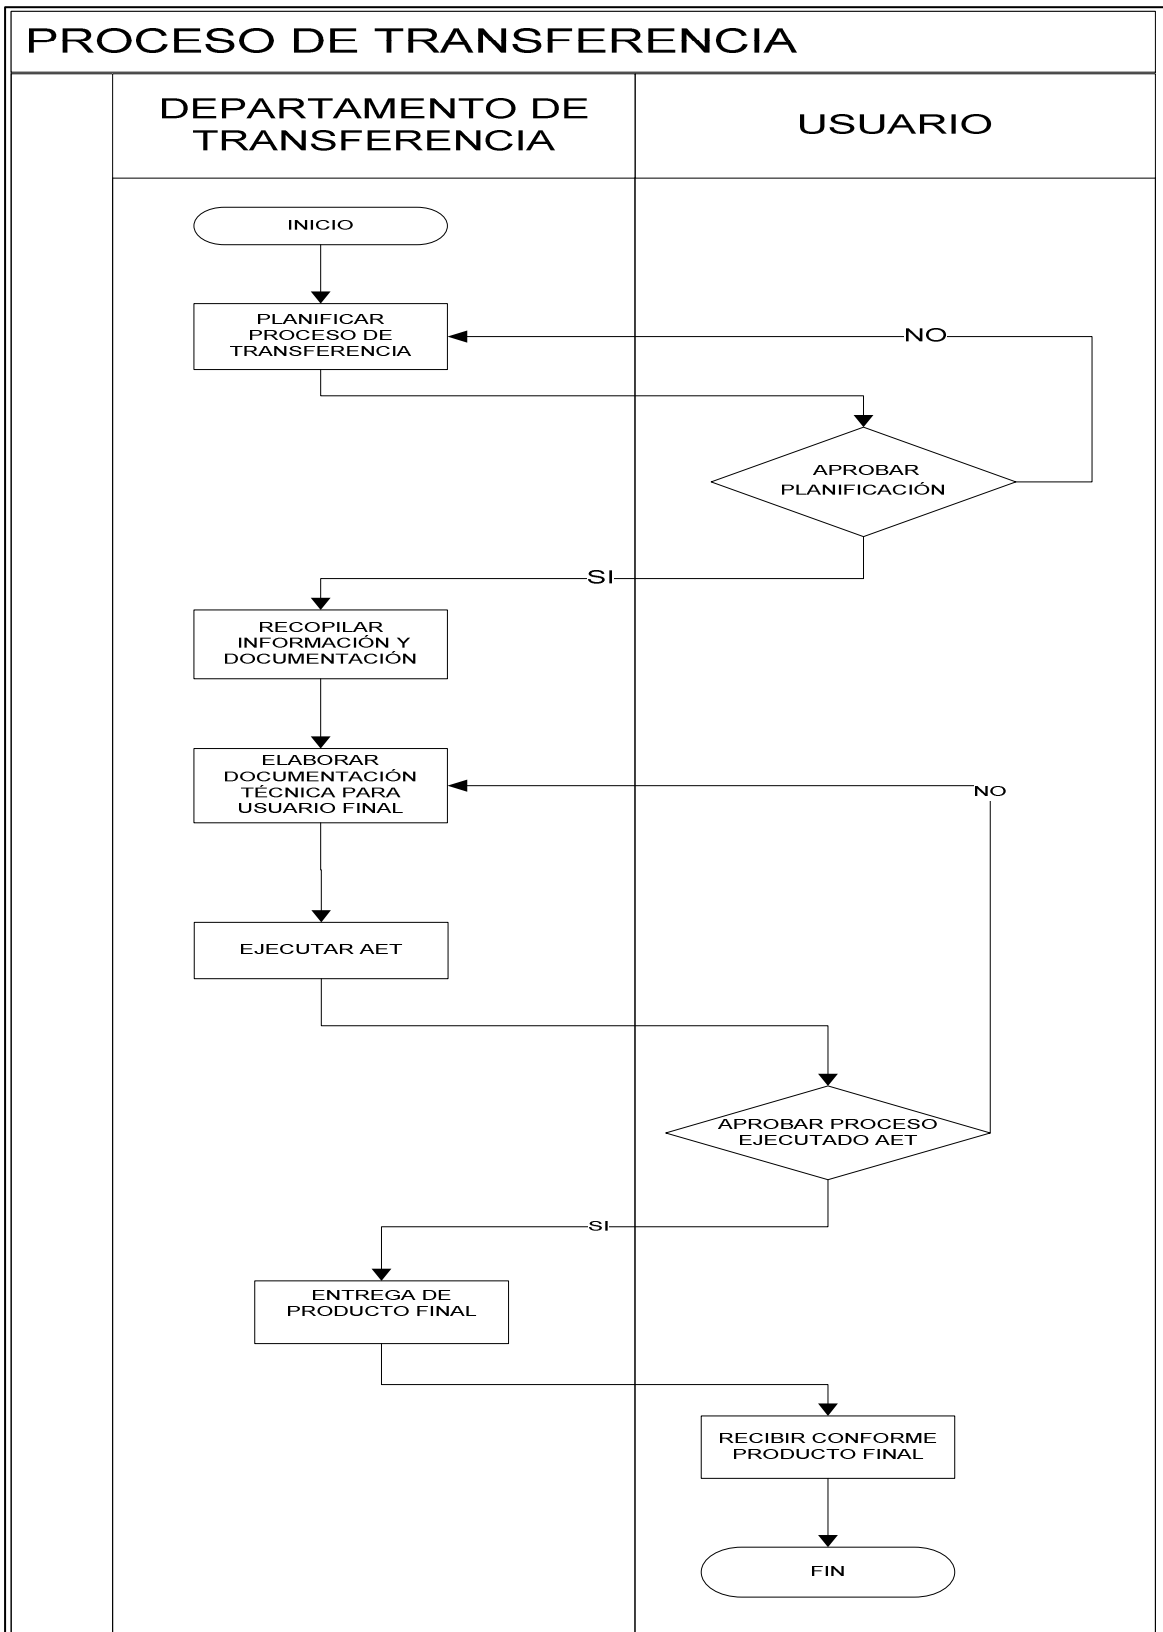 PROCESO DE TRANSFERENCIA
DEPARTAMENTO DE
TRANSFERENCIA
USUARIO
INICIO
PLANIFICAR
PROCESO DE
TRANSFERENCIA
NO
APROBAR
PLANIFICACIÓN
SI
RECOPILAR
INFORMACIÓN Y
DOCUMENTACIÓN
ELABORAR
DOCUMENTACIÓN
TÉCNICA PARA
USUARIO FINAL
NO
EJECUTAR AET
APROBAR PROCESO
EJECUTADO AET
SI
ENTREGA DE
PRODUCTO FINAL
RECIBIR CONFORME
PRODUCTO FINAL
FIN